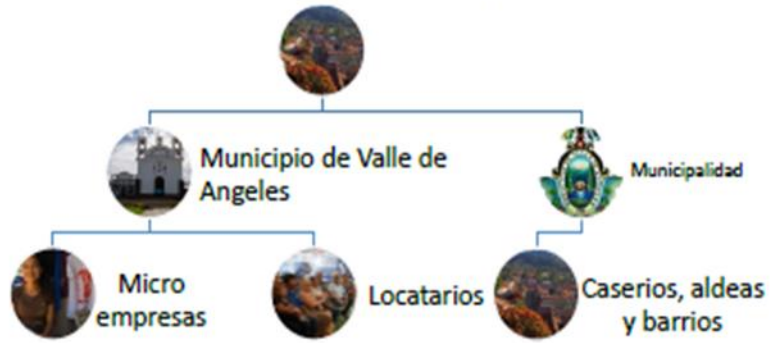 Municipio de Valle de
Angeles
Municipalidad
Micro
empresas
Locatarios
Caserios, aldeas
y barrios